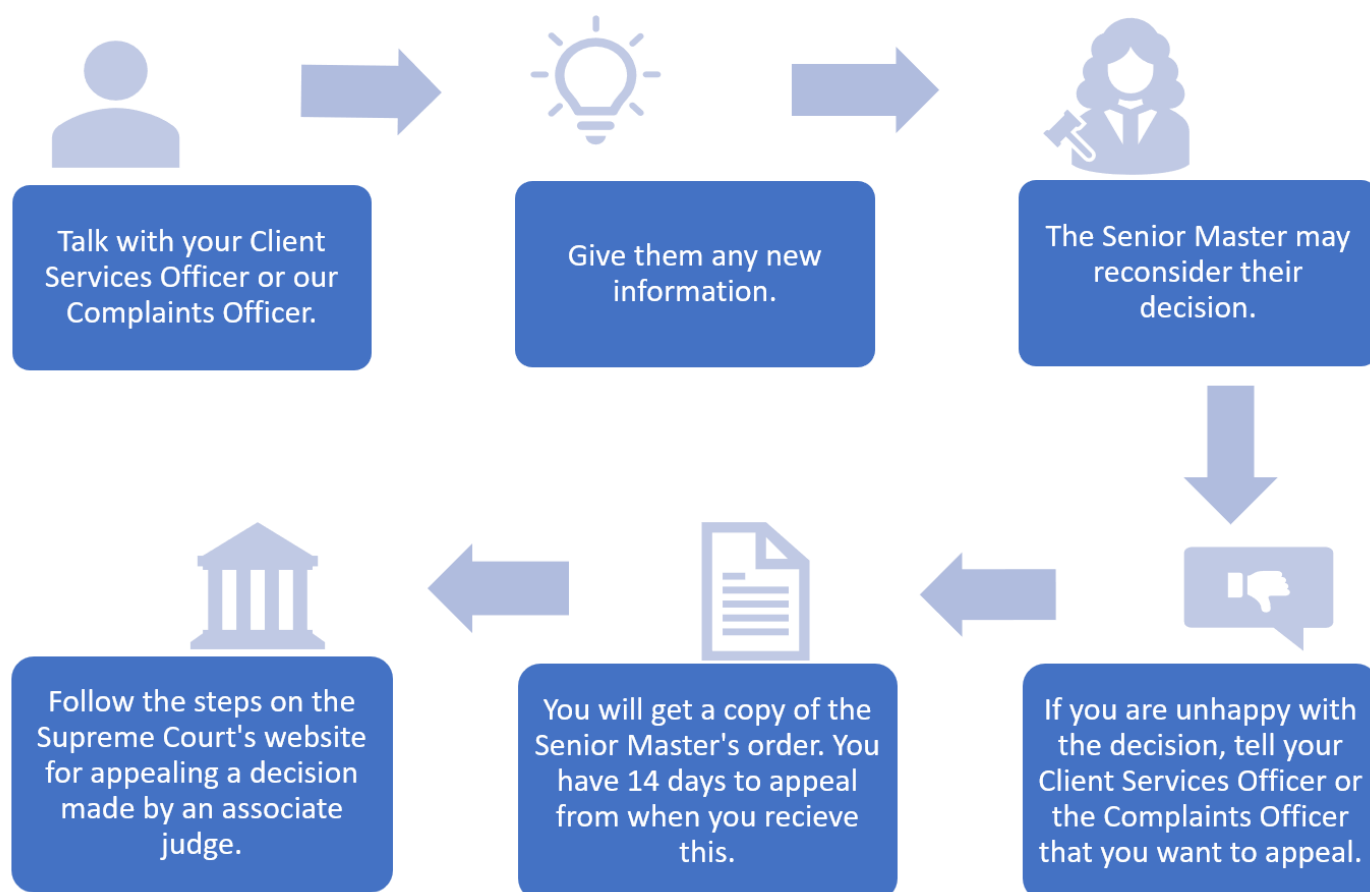 Talk with your Client
Services Officer or our
Complaints Officer.
Give them any new
information.
The Senior Master may
reconsider their
decision.
If you are unhappy with
the decision, tell your
Client Services Officer or
the Complaints Officer
that you want to appeal.
You will get a copy of the
Senior Master's order. You
have 14 days to appeal
from when you recieve
this.
Follow the steps on the
Supreme Court's website
for appealing a decision
made by an associate
judge.